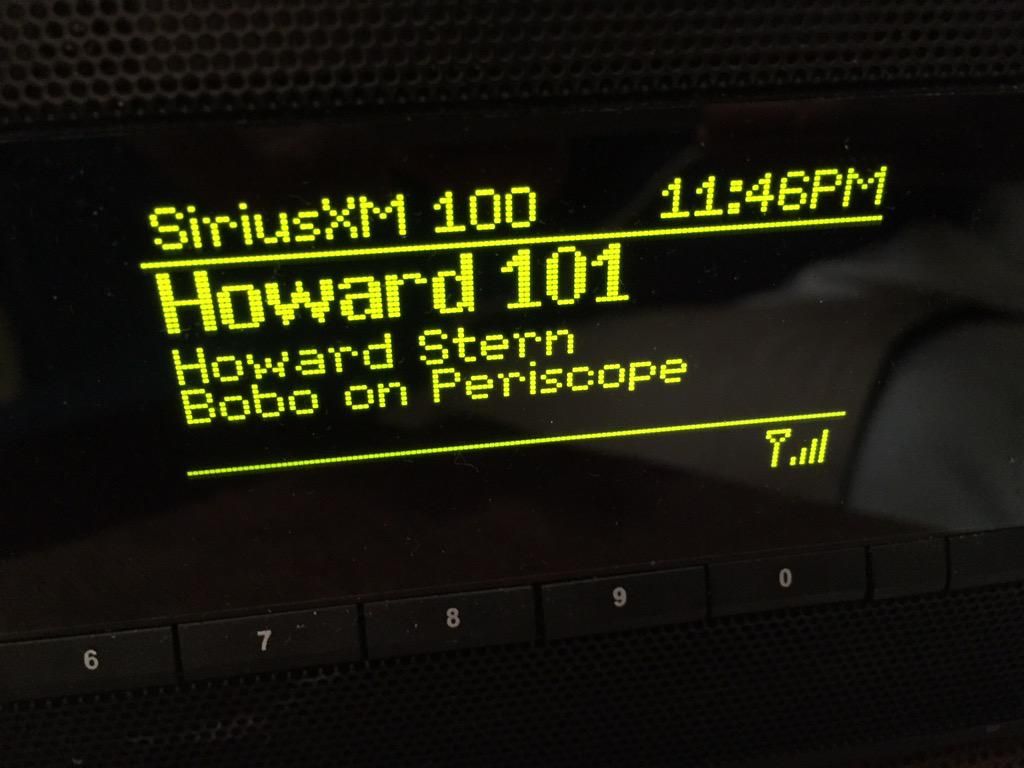 SiriusXM 100 11:46PM
Howard 101
Howard Stern
Bobo on Periscope
6 7 8 9 0